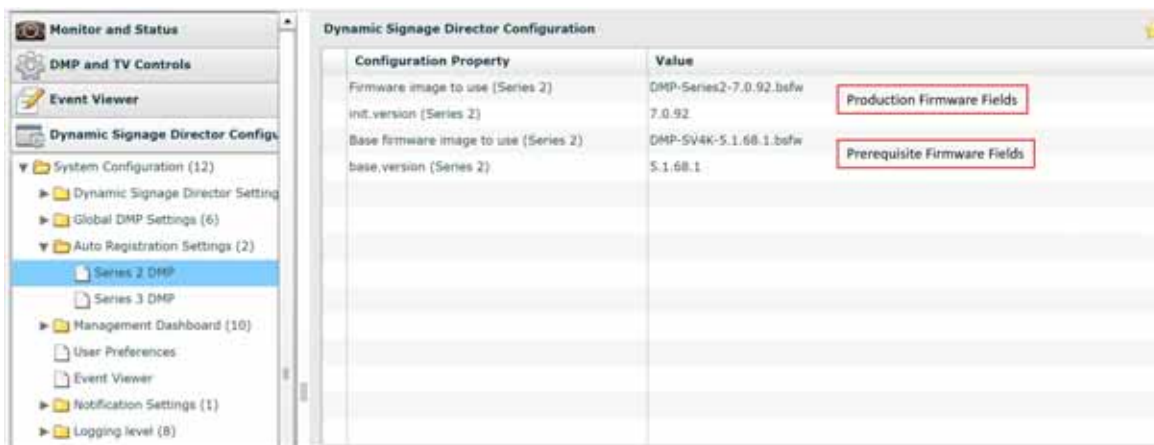 Monitor and Status
DMP and TV Controls
Event Viewer
Dynamic Signage Director Configu
System Configuration (12)
Dynamic Signage Director Setting
Global DMP Settings (6)
Auto Registration Settings (2)
Series 2 DMP
Series 3 DMP
Management Dashboard (10)
User Preferences
Event Viewer
Notification Settings (1)
Logging level (8)
Dynamic Signage Director Configuration
Configuration Property Value
Firmware image to use (Series 2) DMP-Series2-7.0.92.bsfw
init.version (Series 2) 7.0.92
Production Firmware Fields
Base firmware image to use (Series 2) DMP-SV4K-5.1.68.1.bsfw
base.version (Series 2) 5.1.68.1
Prerequisite Firmware Fields